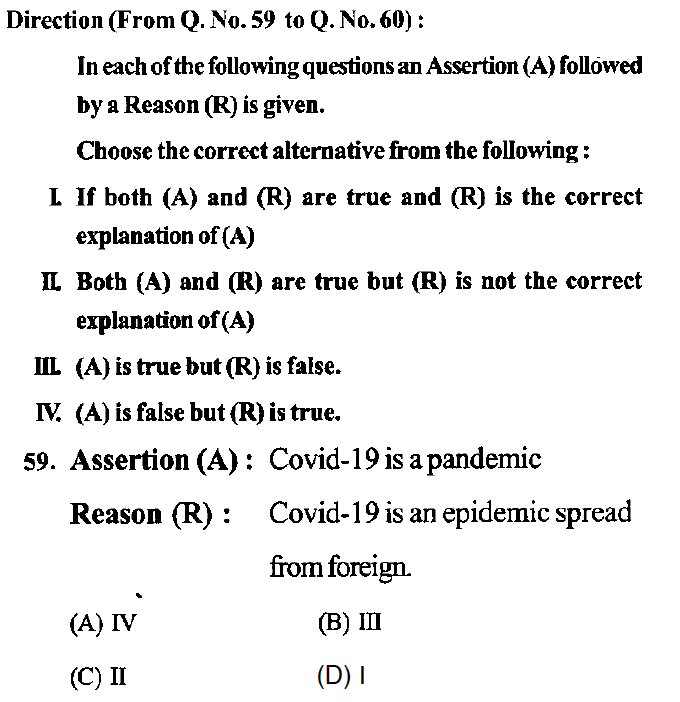 Direction (From Q. No. 59 to Q. No. 60) :
In each of the following questions an Assertion (A) followed
by a Reason (R) is given.
Choose the correct alternative from the following :
I. If both (A) and (R) are true and (R) is the correct
explanation of (A)
II. Both (A) and (R) are true but (R) is not the correct
explanation of (A)
III. (A) is true but (R) is false.
IV. (A) is false but (R) is true.
59. Assertion (A) : Covid-19 is a pandemic
Reason (R) : Covid-19 is an epidemic spread
from foreign.
(A) IV (B) III
(C) II (D) I